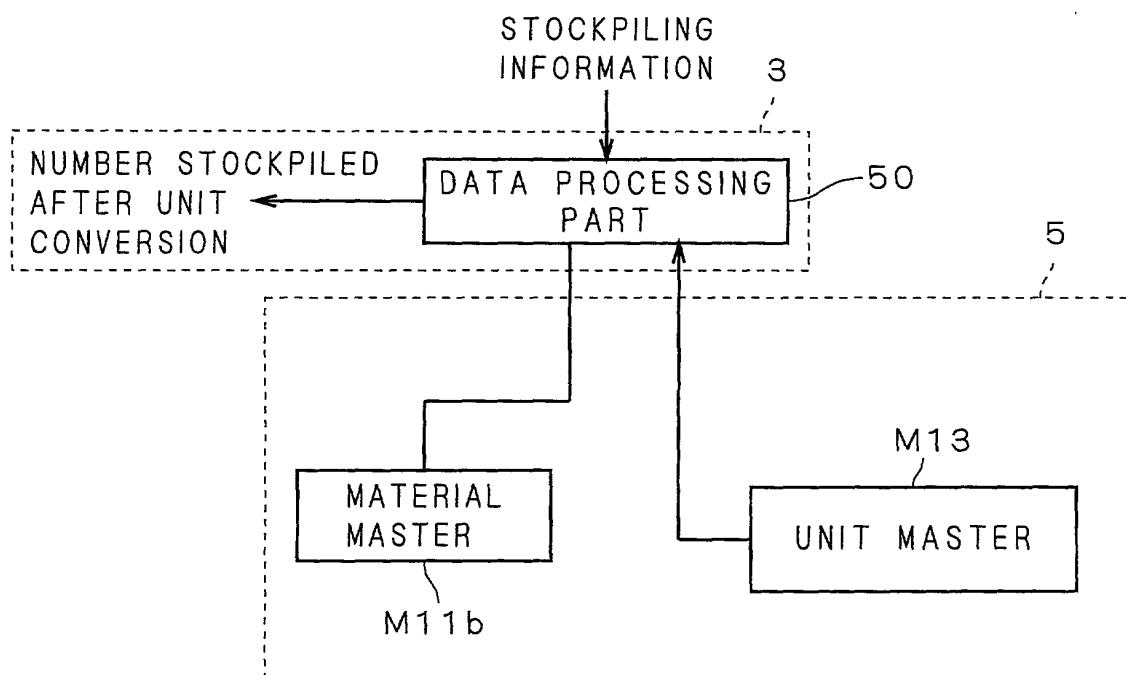 STOCKPILING
INFORMATION
3
NUMBER STOCKPILED
AFTER UNIT
CONVERSION
DATA PROCESSING
PART
50
5
MATERIAL
MASTER
M11b
M13
UNIT MASTER